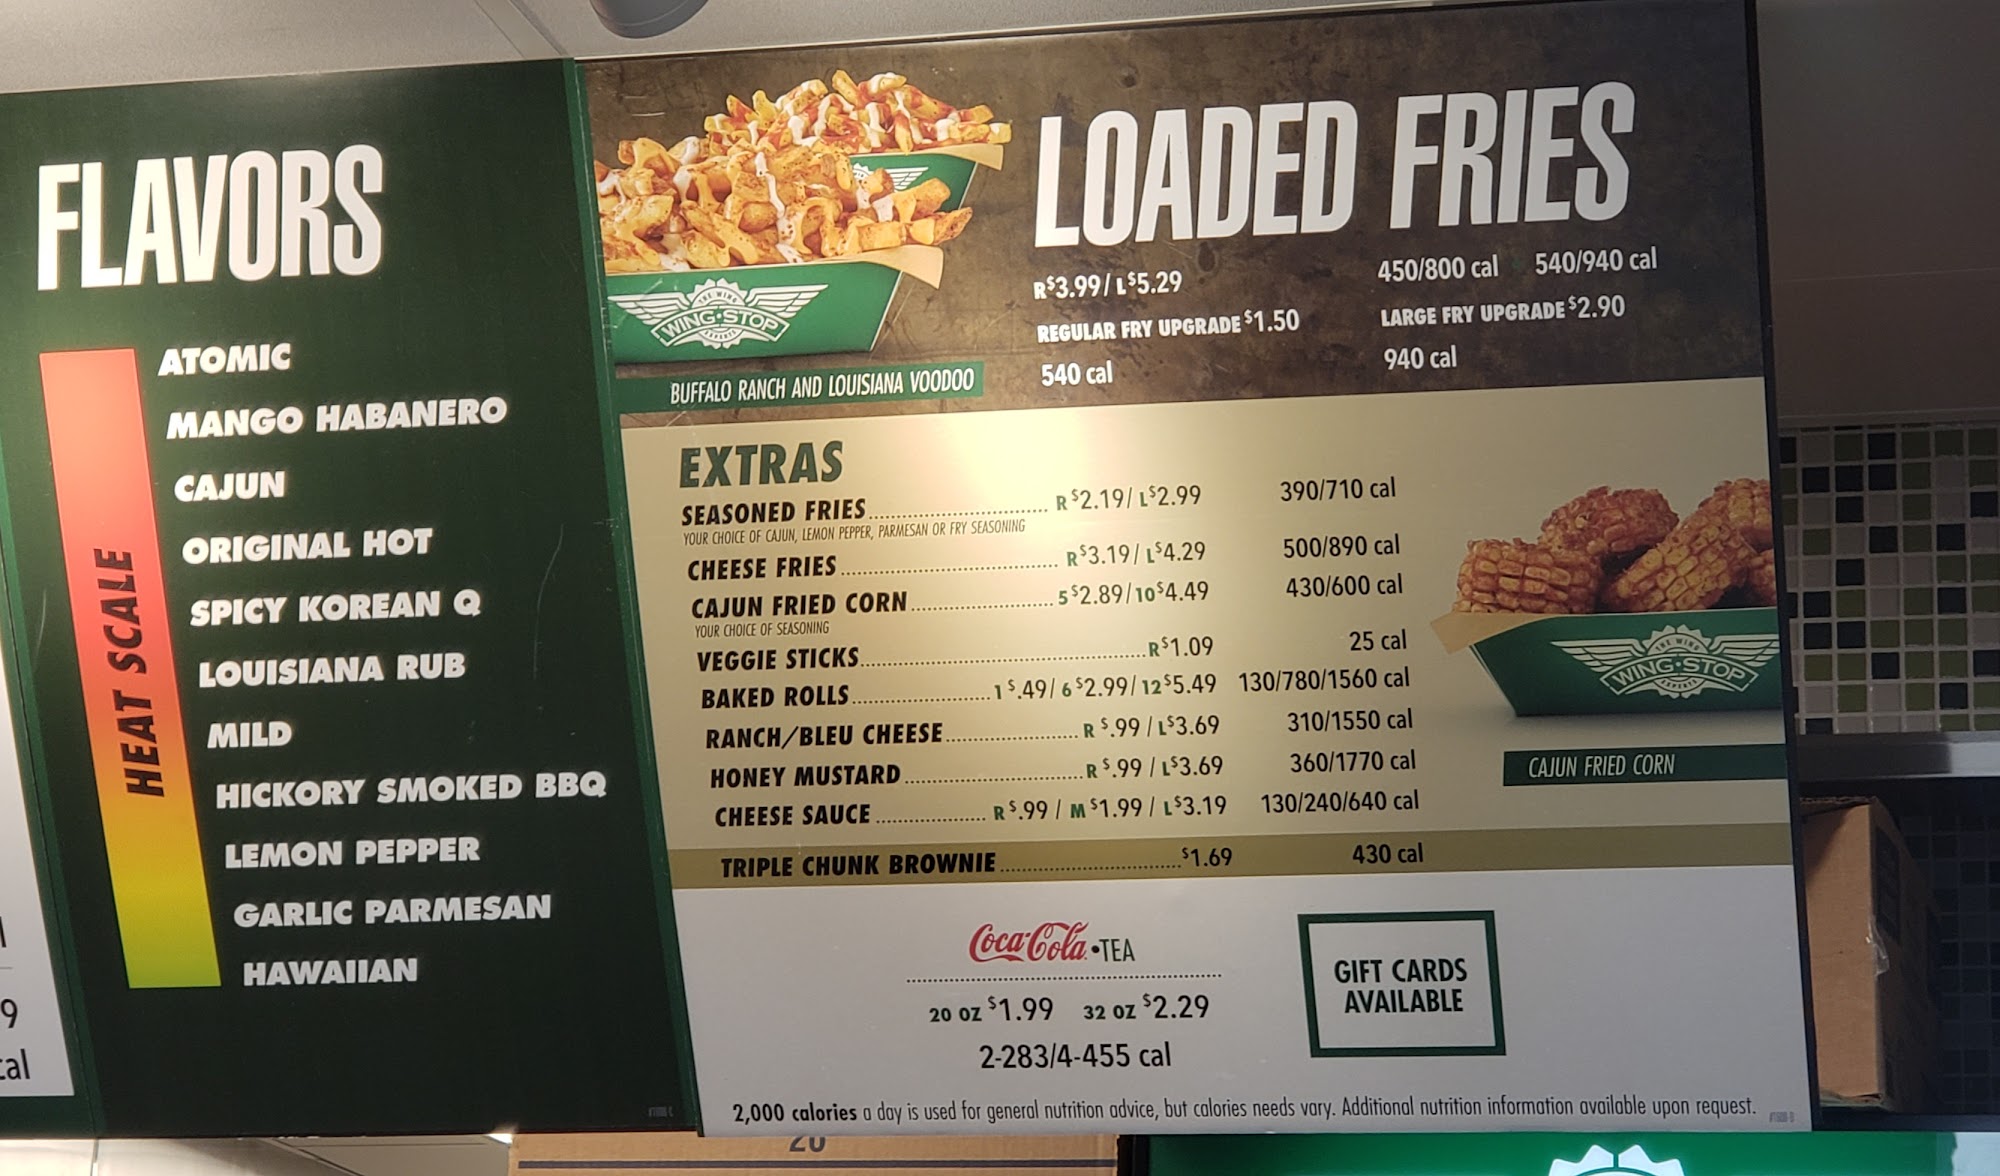 FLAVORS
HEAT SCALE
ATOMIC
MANGO HABANERO
CAJUN
ORIGINAL HOT
SPICY KOREAN Q
LOUISIANA RUB
MILD
HICKORY SMOKED BBQ
LEMON PEPPER
GARLIC PARMESAN
HAWAIIAN
9
cal
THE WING
WING·STOP
EXPERTS
BUFFALO RANCH AND LOUISIANA VOODOO
LOADED FRIES
R$3.99/ L$5.29 450/800 cal 540/940 cal
REGULAR FRY UPGRADE $1.50 LARGE FRY UPGRADE $2.90
540 cal 940 cal
EXTRAS
SEASONED FRIES R $2.19/ L$2.99 390/710 cal
YOUR CHOICE OF CAJUN, LEMON PEPPER, PARMESAN OR FRY SEASONING
CHEESE FRIES R$3.19/ L$4.29 500/890 cal
CAJUN FRIED CORN 5$2.89/10$4.49 430/600 cal
YOUR CHOICE OF SEASONING
VEGGIE STICKS R$1.09 25 cal
BAKED ROLLS 1$.49/ 6$2.99/ 12$5.49 130/780/1560 cal
RANCH/BLEU CHEESE R $.99 / L$3.69 310/1550 cal
HONEY MUSTARD R $.99 / L$3.69 360/1770 cal
CHEESE SAUCE R $.99 / M $1.99 / L$3.19 130/240/640 cal
TRIPLE CHUNK BROWNIE $1.69 430 cal
THE WING
WING·STOP
EXPERTS
CAJUN FRIED CORN
Coca-Cola • TEA
20 OZ $1.99 32 OZ $2.29
2-283/4-455 cal
GIFT CARDS
AVAILABLE
2,000 calories a day is used for general nutrition advice, but calories needs vary. Additional nutrition information available upon request.
20